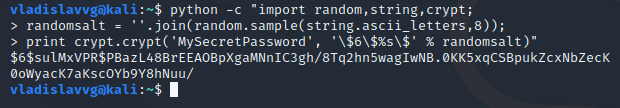 vladislavvg@kali:~$ python -c "import random,string,crypt;
> randomsalt = ''.join(random.sample(string.ascii_letters,8));
> print crypt.crypt('MySecretPassword', '\$6\$%s\$' % randomsalt)"
$6$sulMxVPR$PBazL48BrEEAOBpXgaMNnIC3gh/8Tq2hn5wagIwNB.0KK5xqCSBpukZcxNbZecK
0oWyacK7aKscOYb9Y8hNuu/
vladislavvg@kali:~$